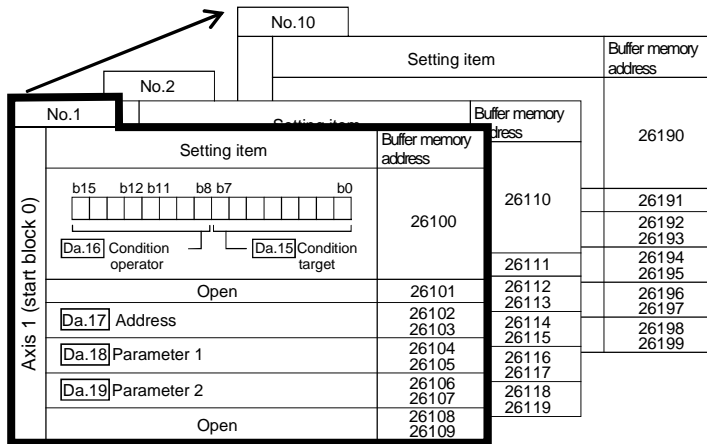 No.10
Setting item
Buffer memory address
26190
26191
26192
26193
26194
26195
26196
26197
26198
26199
No.2
Setting item
Buffer memory address
26110
26111
26112
26113
26114
26115
26116
26117
26118
26119
No.1
Axis 1 (start block 0)
Setting item
Buffer memory address
b15 b12 b11 b8 b7 b0
Da.16 Condition operator
Da.15 Condition target
26100
Open
26101
Da.17 Address
26102
26103
Da.18 Parameter 1
26104
26105
Da.19 Parameter 2
26106
26107
Open
26108
26109